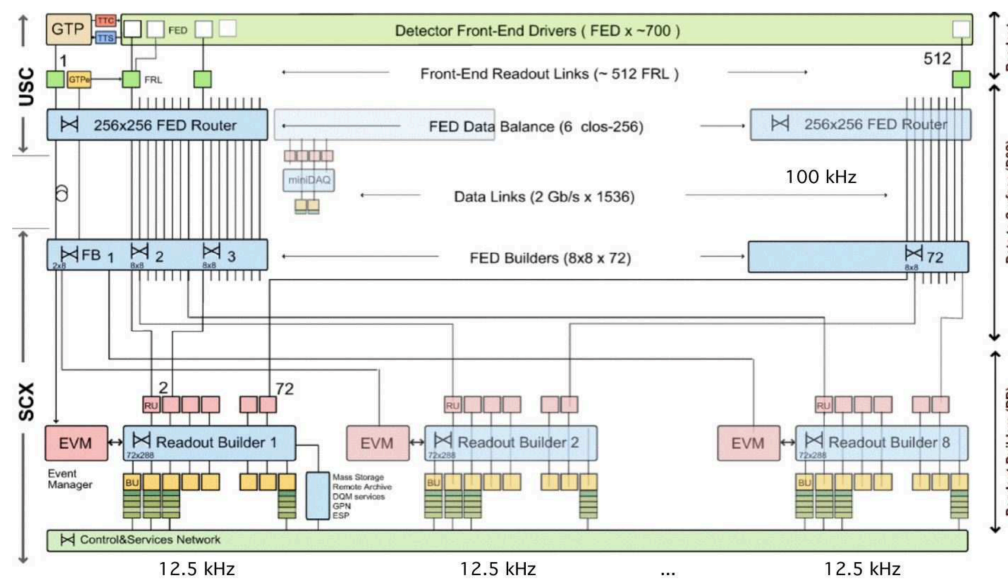 GTP
TTC
TTS
FED
Detector Front-End Drivers ( FED x ~700 )
1
512
GTPe
FRL
Front-End Readout Links (~ 512 FRL )
USC
256x256 FED Router
FED Data Balance (6 clos-256)
256x256 FED Router
miniDAQ
100 kHz
Data Links (2 Gb/s x 1536)
FB 1 2 3
2x8 8x8 8x8
FED Builders (8x8 x 72)
72
8x8
SCX
2
72
RU
RU
RU
EVM
Readout Builder 1
72x288
EVM
Readout Builder 2
72x288
EVM
Readout Builder 8
72x288
Event
Manager
BU
Mass Storage
Remote Archive
DQM services
GPN
ESP
BU
BU
Control&Services Network
12.5 kHz
12.5 kHz
...
12.5 kHz